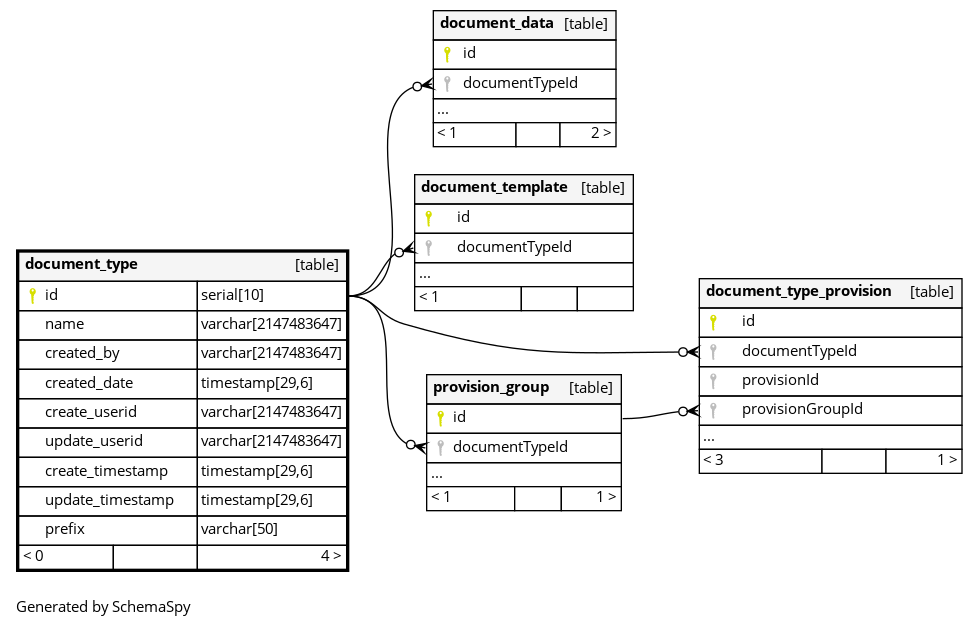 document_data [table]
id
documentTypeId
...
< 1 2 >
document_template [table]
id
documentTypeId
...
< 1
document_type [table]
id serial[10]
name varchar[2147483647]
created_by varchar[2147483647]
created_date timestamp[29,6]
create_userid varchar[2147483647]
update_userid varchar[2147483647]
create_timestamp timestamp[29,6]
update_timestamp timestamp[29,6]
prefix varchar[50]
< 0 4 >
document_type_provision [table]
id
documentTypeId
provisionId
provisionGroupId
...
< 3 1 >
provision_group [table]
id
documentTypeId
...
< 1 1 >
Generated by SchemaSpy